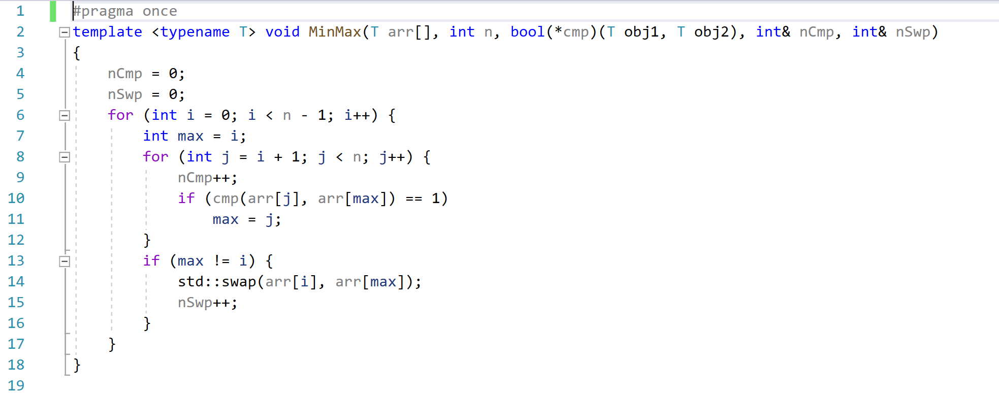 1 #pragma once
2 template <typename T> void MinMax(T arr[], int n, bool(*cmp)(T obj1, T obj2), int& nCmp, int& nSwp)
3 {
4     nCmp = 0;
5     nSwp = 0;
6     for (int i = 0; i < n - 1; i++) {
7         int max = i;
8         for (int j = i + 1; j < n; j++) {
9             nCmp++;
10             if (cmp(arr[j], arr[max]) == 1)
11                 max = j;
12         }
13         if (max != i) {
14             std::swap(arr[i], arr[max]);
15             nSwp++;
16         }
17     }
18 }
19